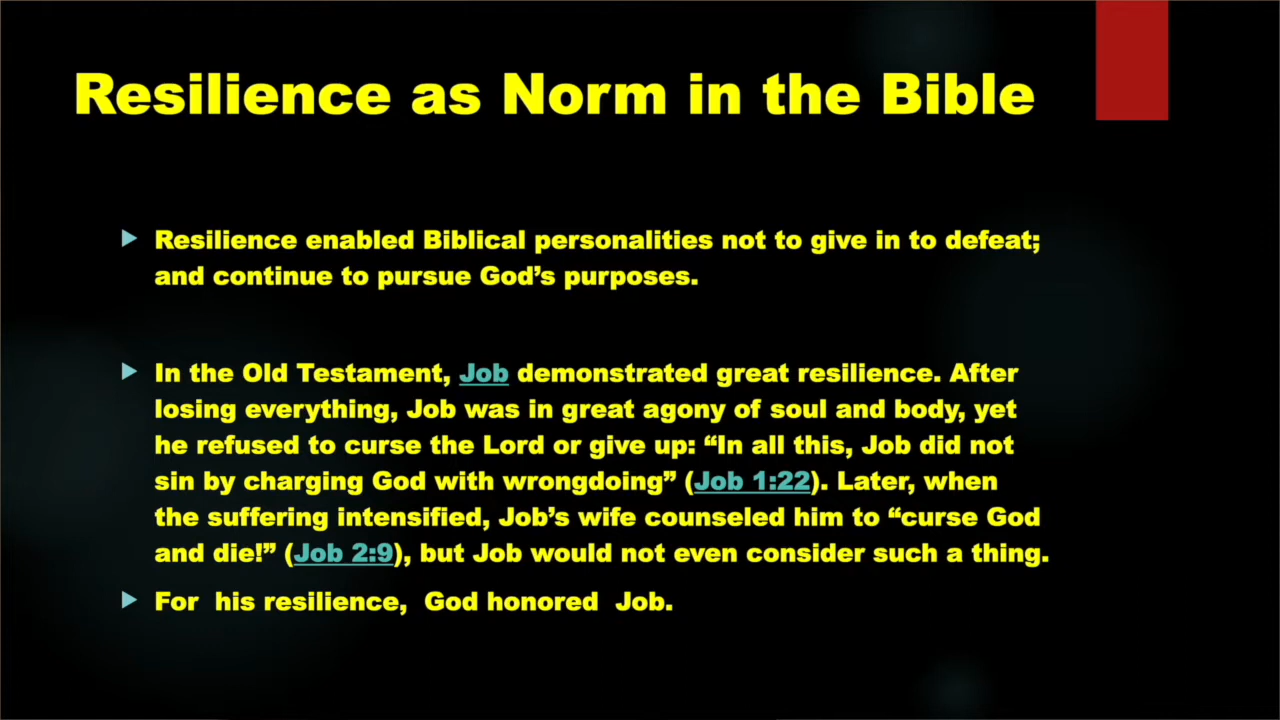 Resilience as Norm in the Bible
Resilience enabled Biblical personalities not to give in to defeat;
and continue to pursue God’s purposes.
In the Old Testament, Job demonstrated great resilience. After
losing everything, Job was in great agony of soul and body, yet
he refused to curse the Lord or give up: “In all this, Job did not
sin by charging God with wrongdoing” (Job 1:22). Later, when
the suffering intensified, Job’s wife counseled him to “curse God
and die!” (Job 2:9), but Job would not even consider such a thing.
For his resilience, God honored Job.